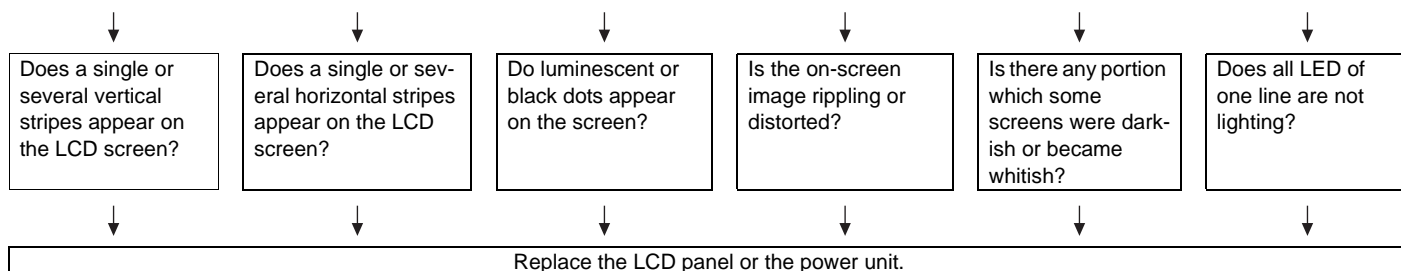 Does a single or
several vertical
stripes appear on
the LCD screen?
Does a single or sev-
eral horizontal stripes
appear on the LCD
screen?
Do luminescent or
black dots appear
on the screen?
Is the on-screen
image rippling or
distorted?
Is there any portion
which some
screens were dark-
ish or became
whitish?
Does all LED of
one line are not
lighting?
Replace the LCD panel or the power unit.